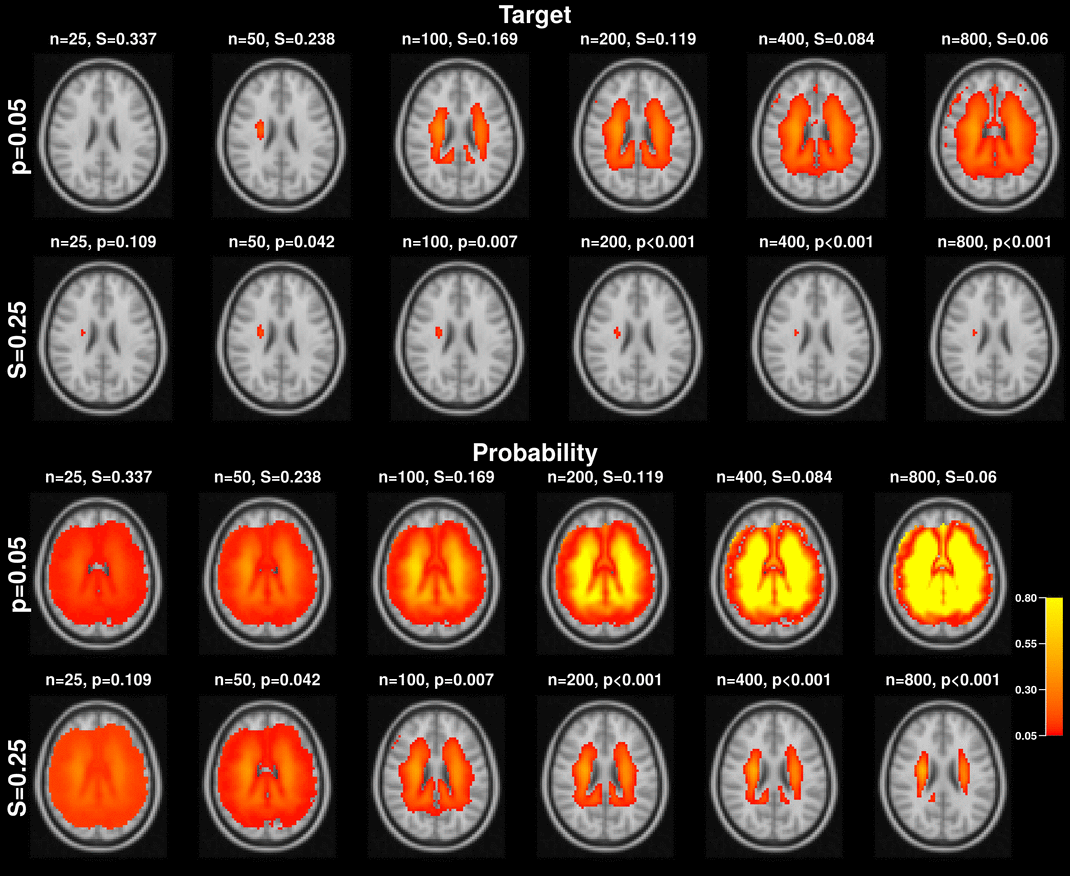 Target
n=25, S=0.337 n=50, S=0.238 n=100, S=0.169 n=200, S=0.119 n=400, S=0.084 n=800, S=0.06
p=0.05
n=25, p=0.109 n=50, p=0.042 n=100, p=0.007 n=200, p<0.001 n=400, p<0.001 n=800, p<0.001
S=0.25
Probability
n=25, S=0.337 n=50, S=0.238 n=100, S=0.169 n=200, S=0.119 n=400, S=0.084 n=800, S=0.06
p=0.05
0.80
0.55
0.30
0.05
n=25, p=0.109 n=50, p=0.042 n=100, p=0.007 n=200, p<0.001 n=400, p<0.001 n=800, p<0.001
S=0.25